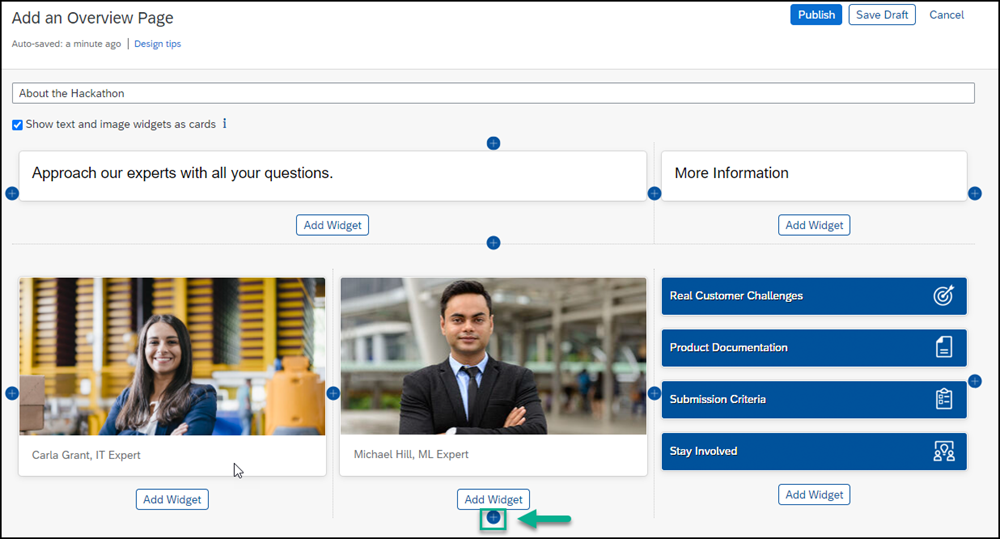 Add an Overview Page
Publish
Save Draft
Cancel
Auto-saved: a minute ago | Design tips
About the Hackathon
Show text and image widgets as cards i
Approach our experts with all your questions.
More Information
Add Widget
Add Widget
Real Customer Challenges
Product Documentation
Submission Criteria
Stay Involved
Carla Grant, IT Expert
Michael Hill, ML Expert
Add Widget
Add Widget
Add Widget